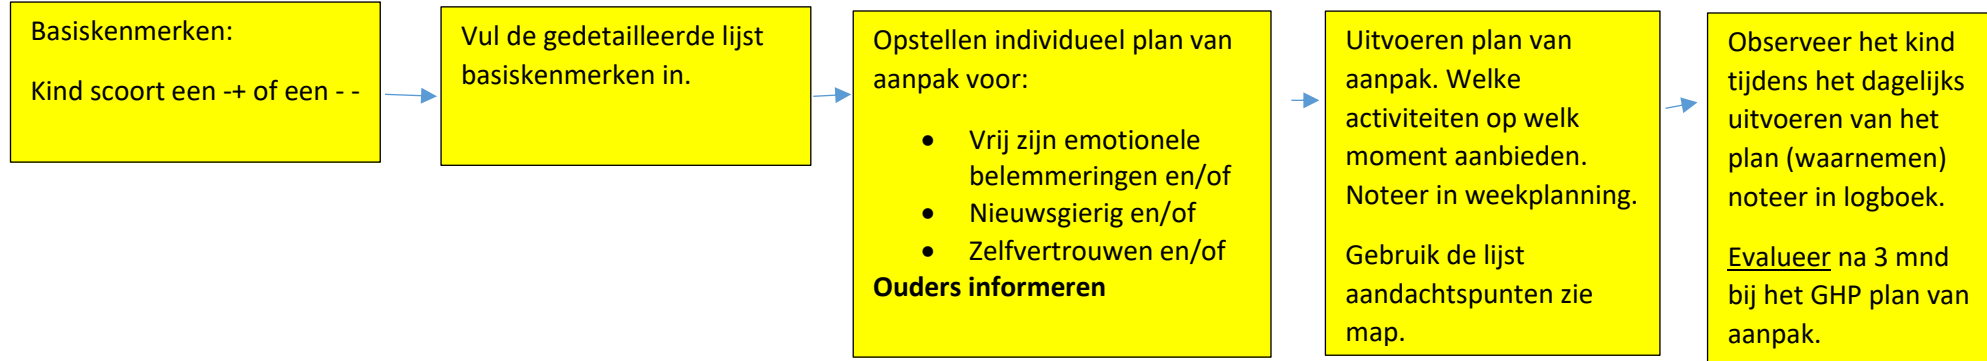 Basiskenmerken:
Kind scoort een -+ of een - -
Vul de gedetailleerde lijst
basiskenmerken in.
Opstellen individueel plan van
aanpak voor:
• Vrij zijn emotionele
belemmeringen en/of
• Nieuwsgierig en/of
• Zelfvertrouwen en/of
Ouders informeren
Uitvoeren plan van
aanpak. Welke
activiteiten op welk
moment aanbieden.
Noteer in weekplanning.
Gebruik de lijst
aandachtspunten zie
map.
Observeer het kind
tijdens het dagelijks
uitvoeren van het
plan (waarnemen)
noteer in logboek.
Evalueer na 3 mnd
bij het GHP plan van
aanpak.